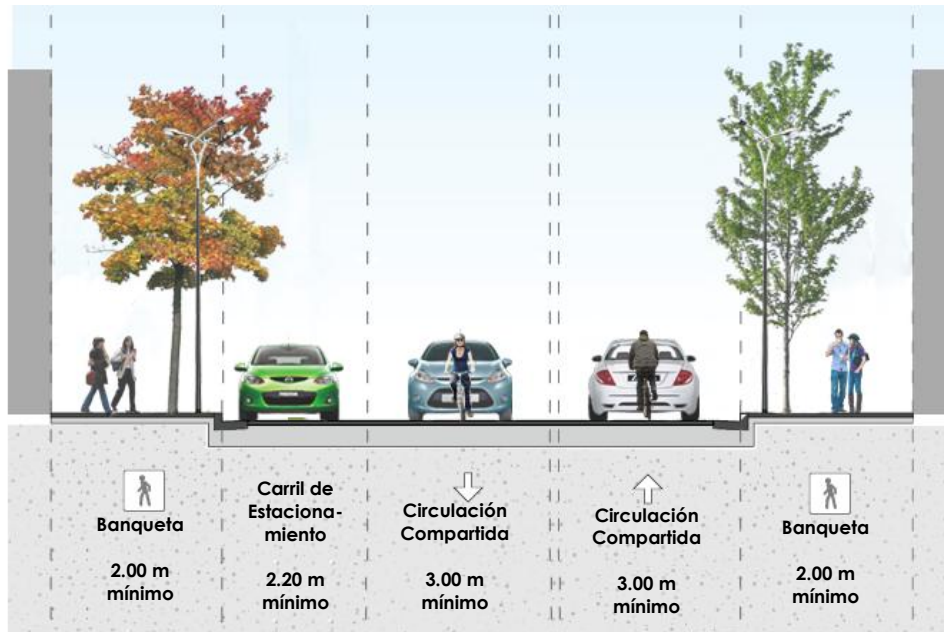 Banqueta
2.00 m
mínimo
Carril de
Estaciona-
miento
2.20 m
mínimo
Circulación
Compartida
3.00 m
mínimo
Circulación
Compartida
3.00 m
mínimo
Banqueta
2.00 m
mínimo